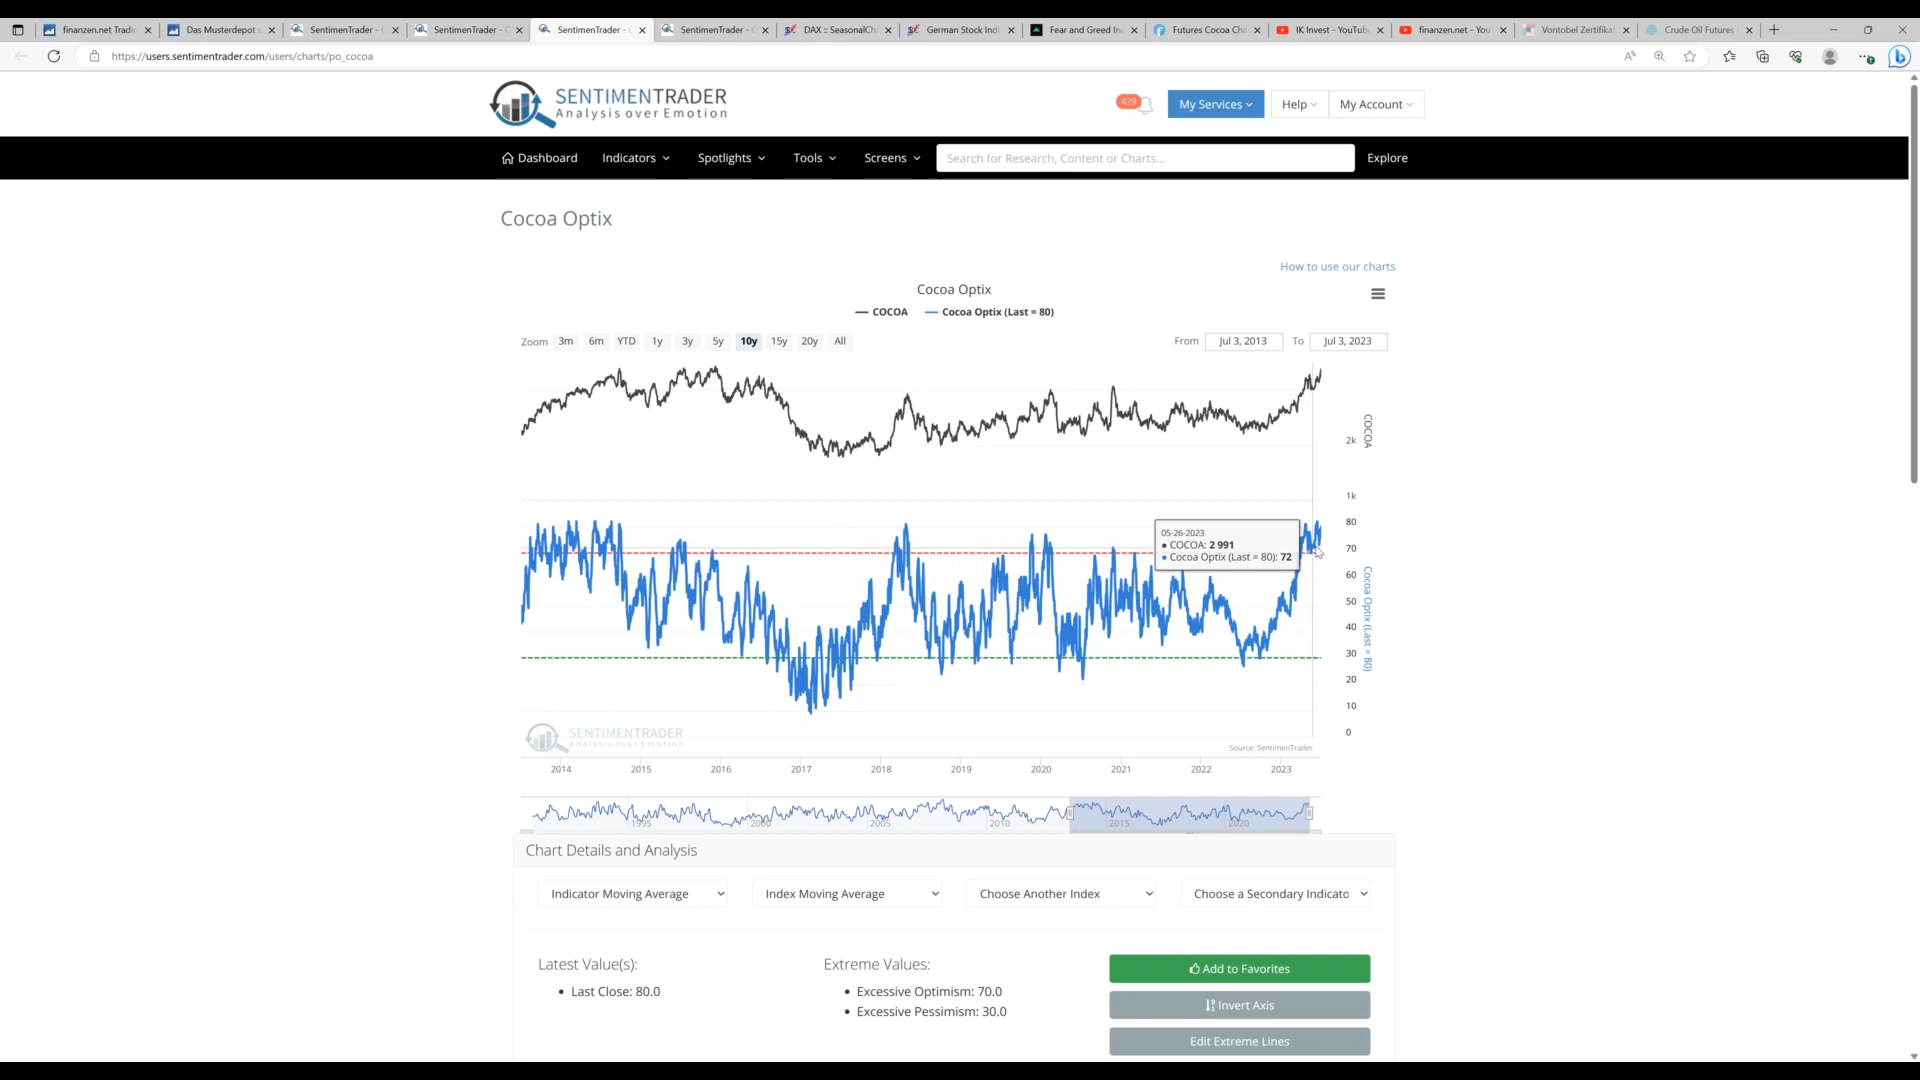 finanzen.net Tradin
Das Musterdepot
SentimenTrader -
SentimenTrader -
SentimenTrader -
SentimenTrader -
DAX :: SeasonalCh
German Stock Ind
Fear and Greed In
Futures Cocoa Ch
IK Invest - YouTub
finanzen.net - You
Vontobel Zertifika
Crude Oil Futures
https://users.sentimentrader.com/users/charts/po_cocoa
SENTIMENTRADER
Analysis over Emotion
429
My Services
Help
My Account
Dashboard
Indicators
Spotlights
Tools
Screens
Search for Research, Content or Charts...
Explore
Cocoa Optix
How to use our charts
Cocoa Optix
COCOA
Cocoa Optix (Last = 80)
Zoom 3m 6m YTD 1y 3y 5y 10y 15y 20y All
From Jul 3, 2013 To Jul 3, 2023
COCOA
2k
1k
80
70
60
50
40
30
20
10
0
Cocoa Optix (Last = 80)
05-26-2023
COCOA: 2 991
Cocoa Optix (Last = 80): 72
SENTIMENTRADER
Analysis over Emotion
Source: SentimenTrader
2014 2015 2016 2017 2018 2019 2020 2021 2022 2023
1995 2000 2005 2010 2015 2020
Chart Details and Analysis
Indicator Moving Average
Index Moving Average
Choose Another Index
Choose a Secondary Indicato
Latest Value(s):
• Last Close: 80.0
Extreme Values:
• Excessive Optimism: 70.0
• Excessive Pessimism: 30.0
Add to Favorites
Invert Axis
Edit Extreme Lines